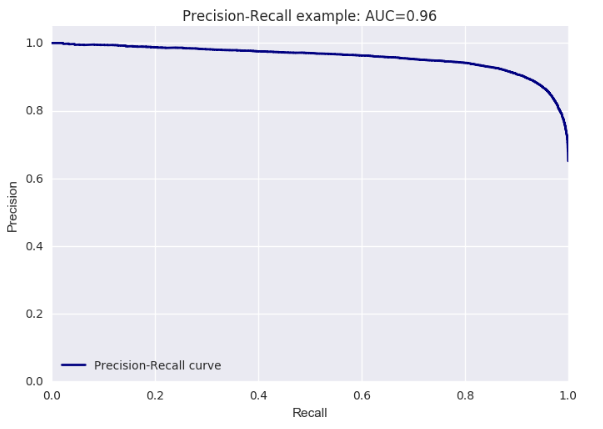 Precision-Recall example: AUC=0.96
1.0
0.8
0.6
0.4
0.2
0.0
Precision
Precision-Recall curve
0.0 0.2 0.4 0.6 0.8 1.0
Recall